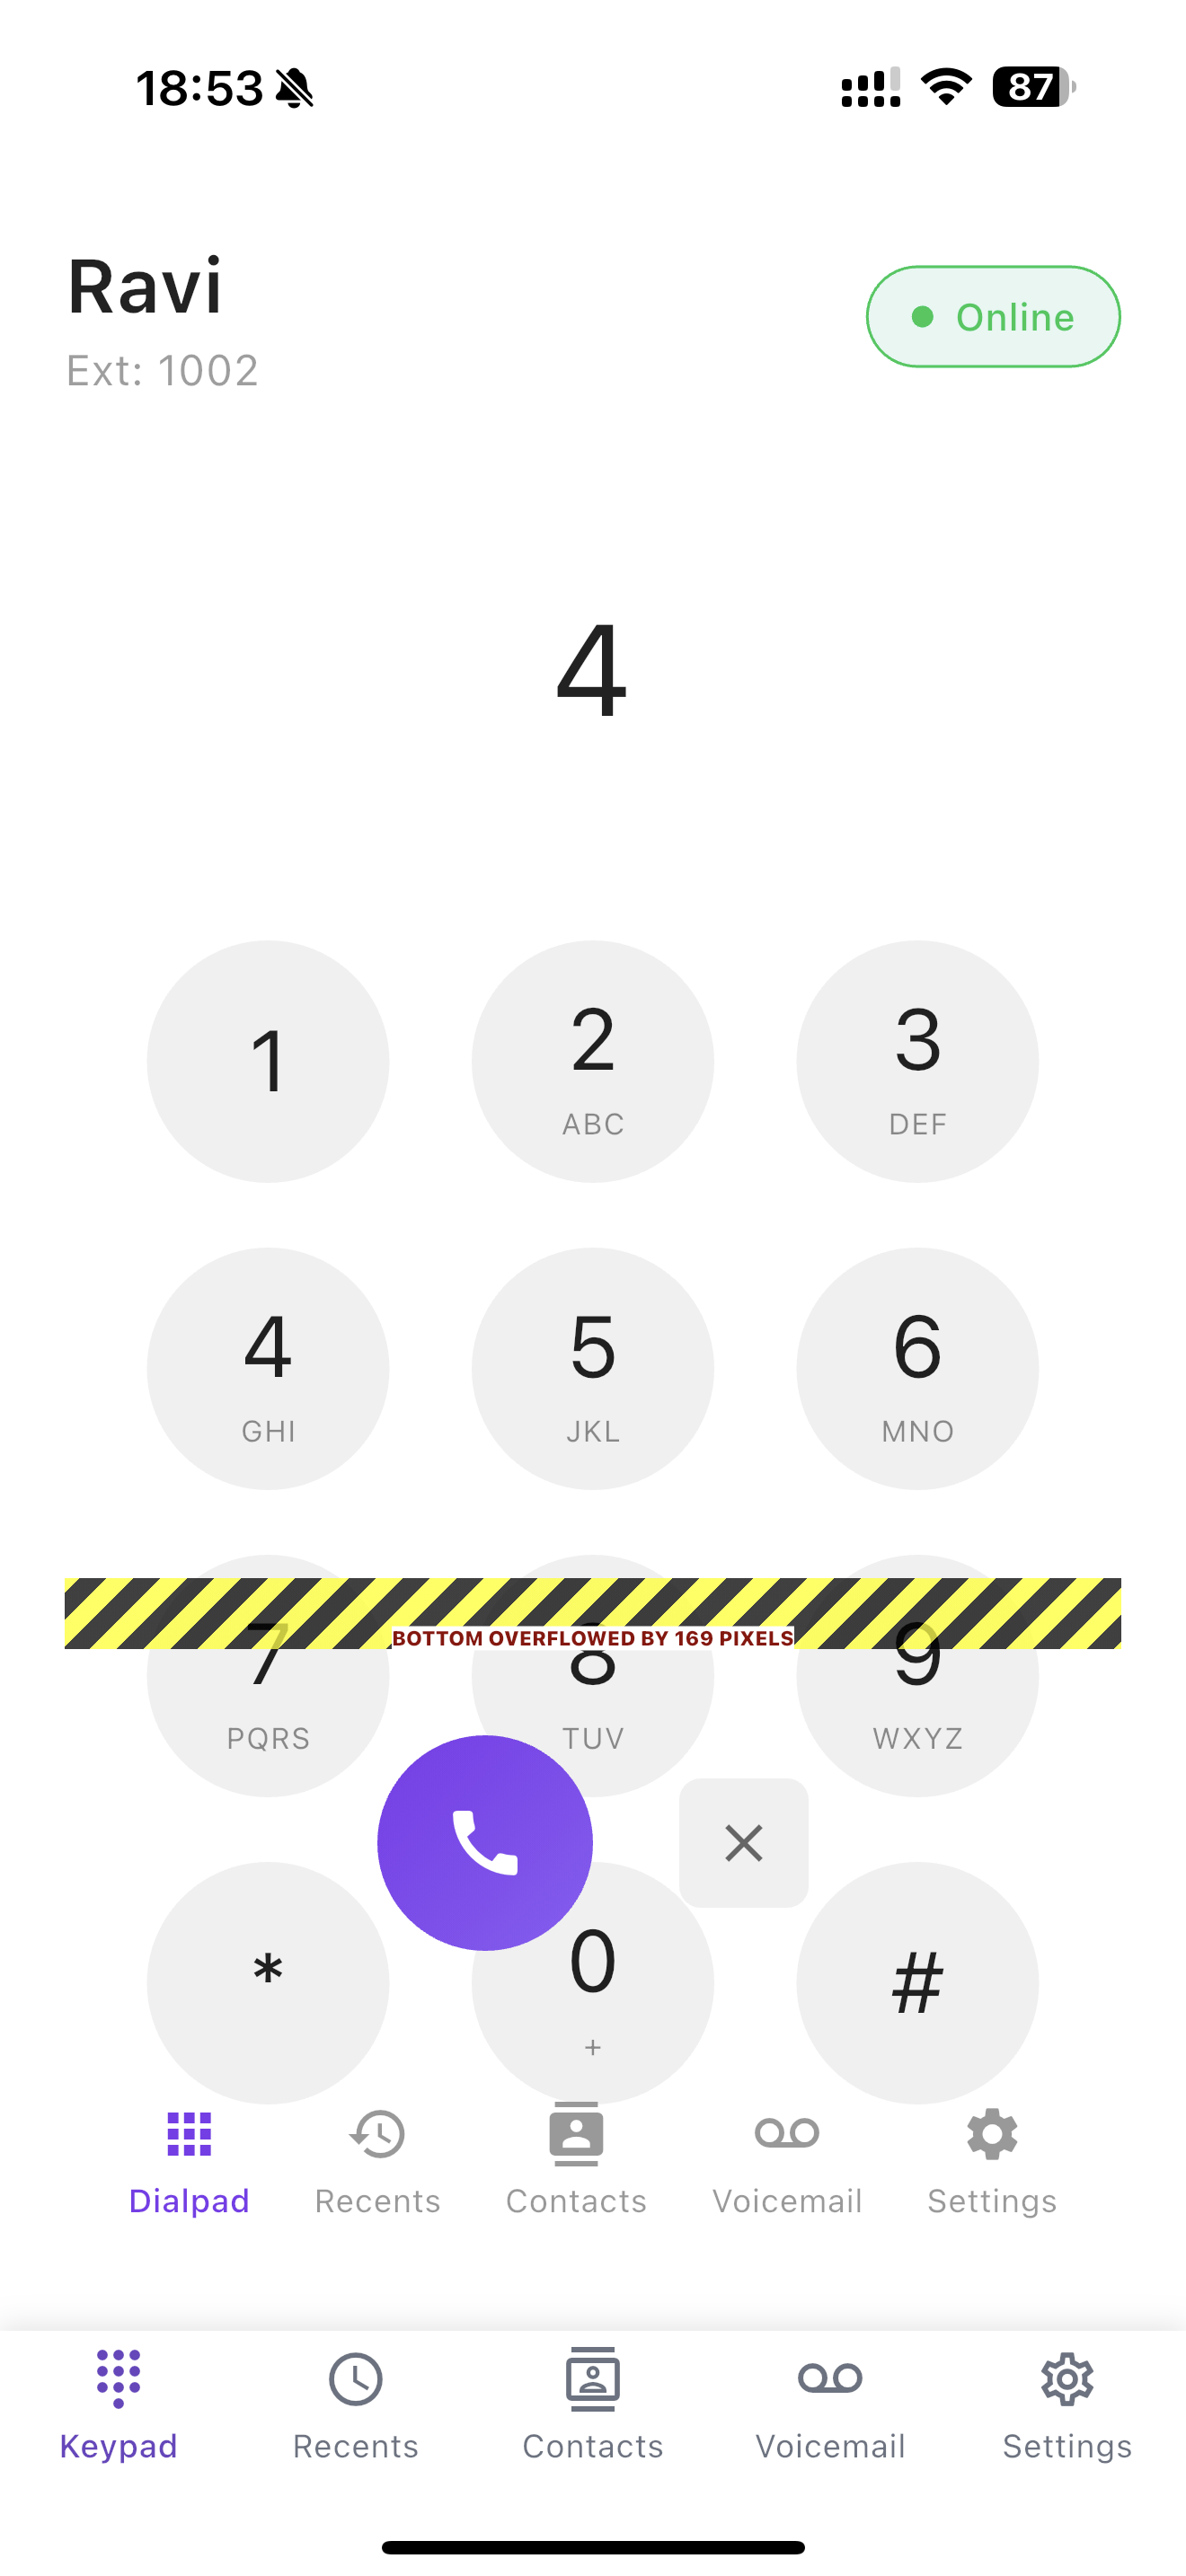 18:53
87
Ravi
Online
Ext: 1002
4
1
2
3
ABC
DEF
4
5
6
GHI
JKL
MNO
7
8
9
BOTTOM OVERFLOWED BY 169 PIXELS
PQRS
TUV
WXYZ
*
0
#
+
Dialpad
Recents
Contacts
Voicemail
Settings
Keypad
Recents
Contacts
Voicemail
Settings